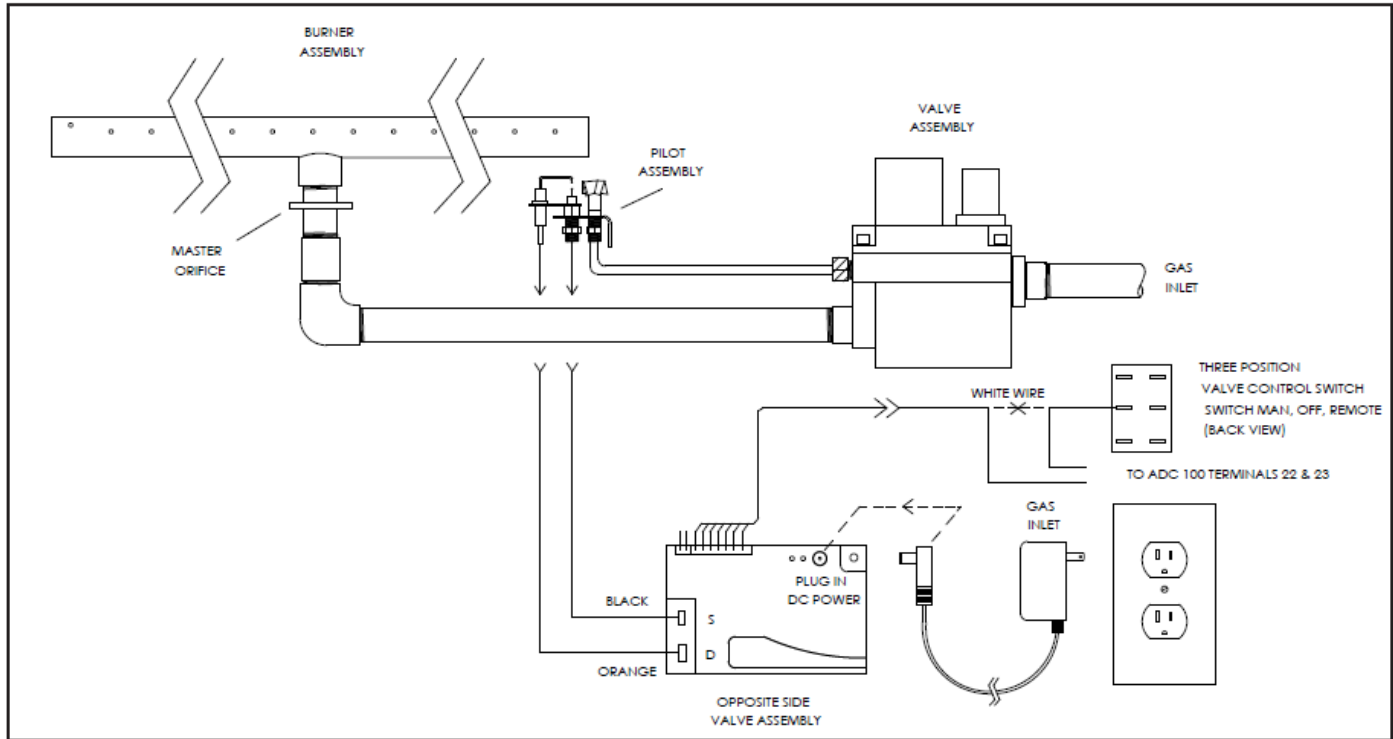 BURNER
ASSEMBLY
VALVE
ASSEMBLY
PILOT
ASSEMBLY
MASTER
ORIFICE
GAS
INLET
THREE POSITION
VALVE CONTROL SWITCH
SWITCH MAN, OFF, REMOTE
(BACK VIEW)
WHITE WIRE
TO ADC 100 TERMINALS 22 & 23
GAS
INLET
PLUG IN
DC POWER
BLACK
S
D
ORANGE
OPPOSITE SIDE
VALVE ASSEMBLY